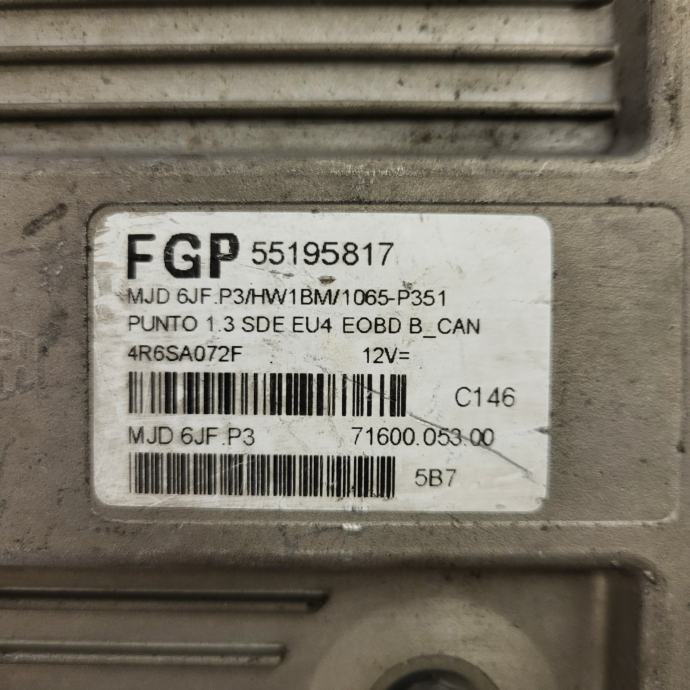 FGP 55195817
MJD 6JF.P3/HW1BM/1065-P351
PUNTO 1.3 SDE EU4 EOBD B_CAN
4R6SA072F 12V=
C146
MJD 6JF.P3 71600.053.00
5B7